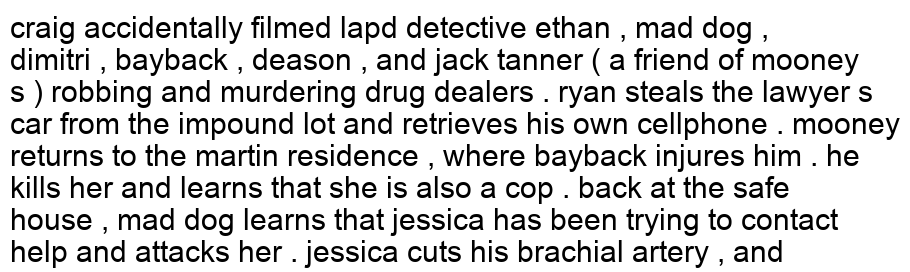 craig accidentally filmed lapd detective ethan , mad dog ,
dimitri , bayback , deason , and jack tanner ( a friend of mooney
s ) robbing and murdering drug dealers . ryan steals the lawyer s
car from the impound lot and retrieves his own cellphone . mooney
returns to the martin residence , where bayback injures him . he
kills her and learns that she is also a cop . back at the safe
house , mad dog learns that jessica has been trying to contact
help and attacks her . jessica cuts his brachial artery , and